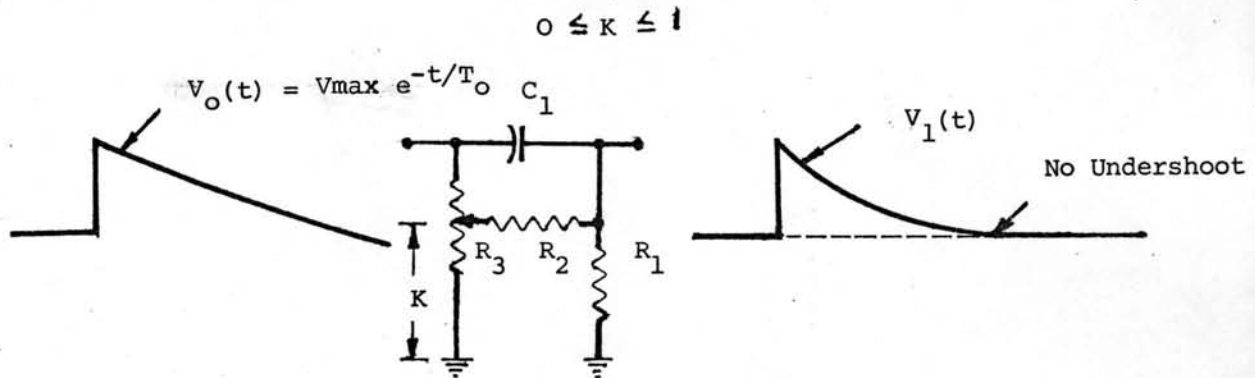 0 ≤ K ≤ 1
V_o(t) = Vmax e^-t/T_o
C_1
V_1(t)
No Undershoot
R_3
R_2
R_1
K